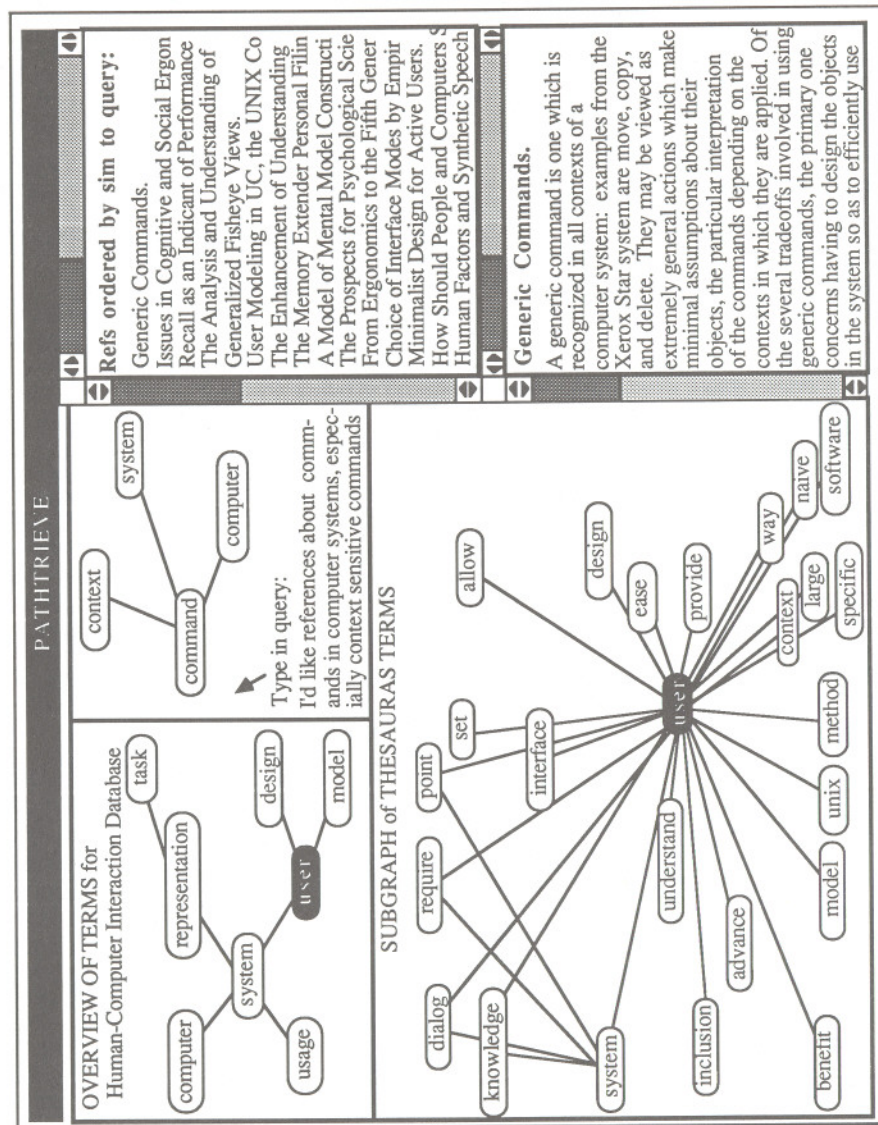 PATHTRIEVE
OVERVIEW OF TERMS for
Human-Computer Interaction Database
computer
representation
task
system
usage
user
design
model
context
system
command
computer
Type in query:
I'd like references about comm-
ands in computer systems, espec-
ially context sensitive commands
Refs ordered by sim to query:
Generic Commands.
Issues in Cognitive and Social Ergon
Recall as an Indicant of Performance
The Analysis and Understanding of
Generalized Fisheye Views.
User Modeling in UC, the UNIX Co
The Enhancement of Understanding
The Memory Extender Personal Filin
A Model of Mental Model Constructi
The Prospects for Psychological Scie
From Ergonomics to the Fifth Gener
Choice of Interface Modes by Empir
Minimalist Design for Active Users.
How Should People and Computers S
Human Factors and Synthetic Speech
SUBGRAPH of THESAURAS TERMS
dialog
require
point
set
allow
knowledge
interface
design
ease
system
provide
user
understand
way
inclusion
naive
advance
context
software
large
benefit
model
unix
method
specific
Generic Commands.
A generic command is one which is
recognized in all contexts of a
computer system: examples from the
Xerox Star system are move, copy,
and delete. They may be viewed as
extremely general actions which make
minimal assumptions about their
objects, the particular interpretation
of the commands depending on the
contexts in which they are applied. Of
the several tradeoffs involved in using
generic commands, the primary one
concerns having to design the objects
in the system so as to efficiently use